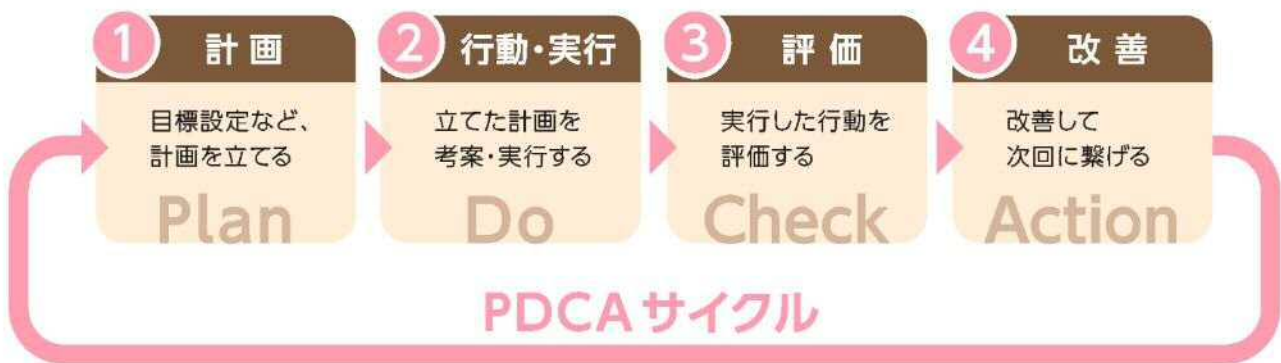 1 計画
目標設定など、
計画を立てる
Plan
2 行動・実行
立てた計画を
考案・実行する
Do
3 評価
実行した行動を
評価する
Check
4 改善
改善して
次回に繋げる
Action
PDCAサイクル